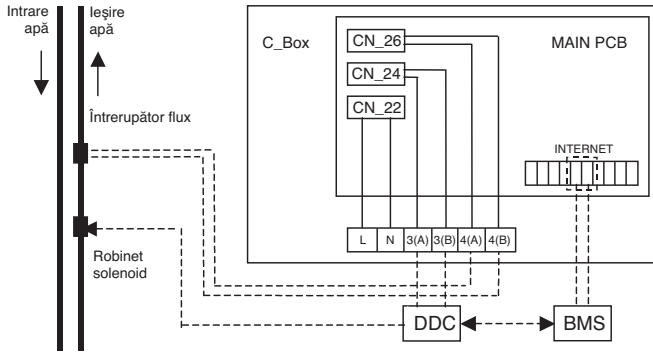 Intrare
apă
Ieşire
apă
Întrerupător flux
Robinet
solenoid
C_Box
MAIN PCB
CN_26
CN_24
CN_22
INTERNET
L N 3(A) 3(B) 4(A) 4(B)
DDC
BMS